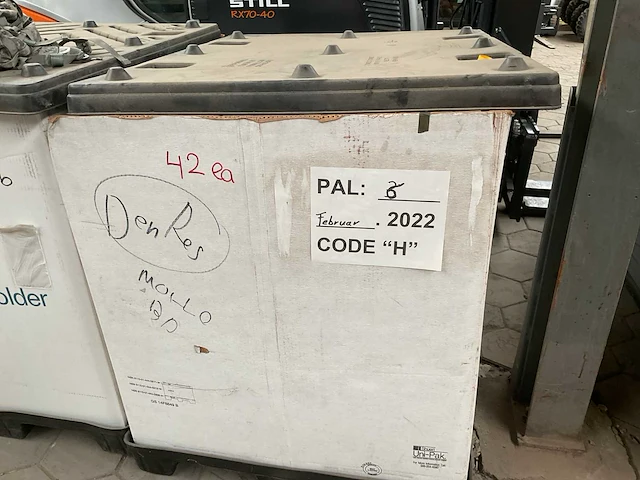 STILL
RX70-40
42 ea
Den Res
MOLLO
PAL: 8
Februar . 2022
CODE “H”
older
Uni-Pak